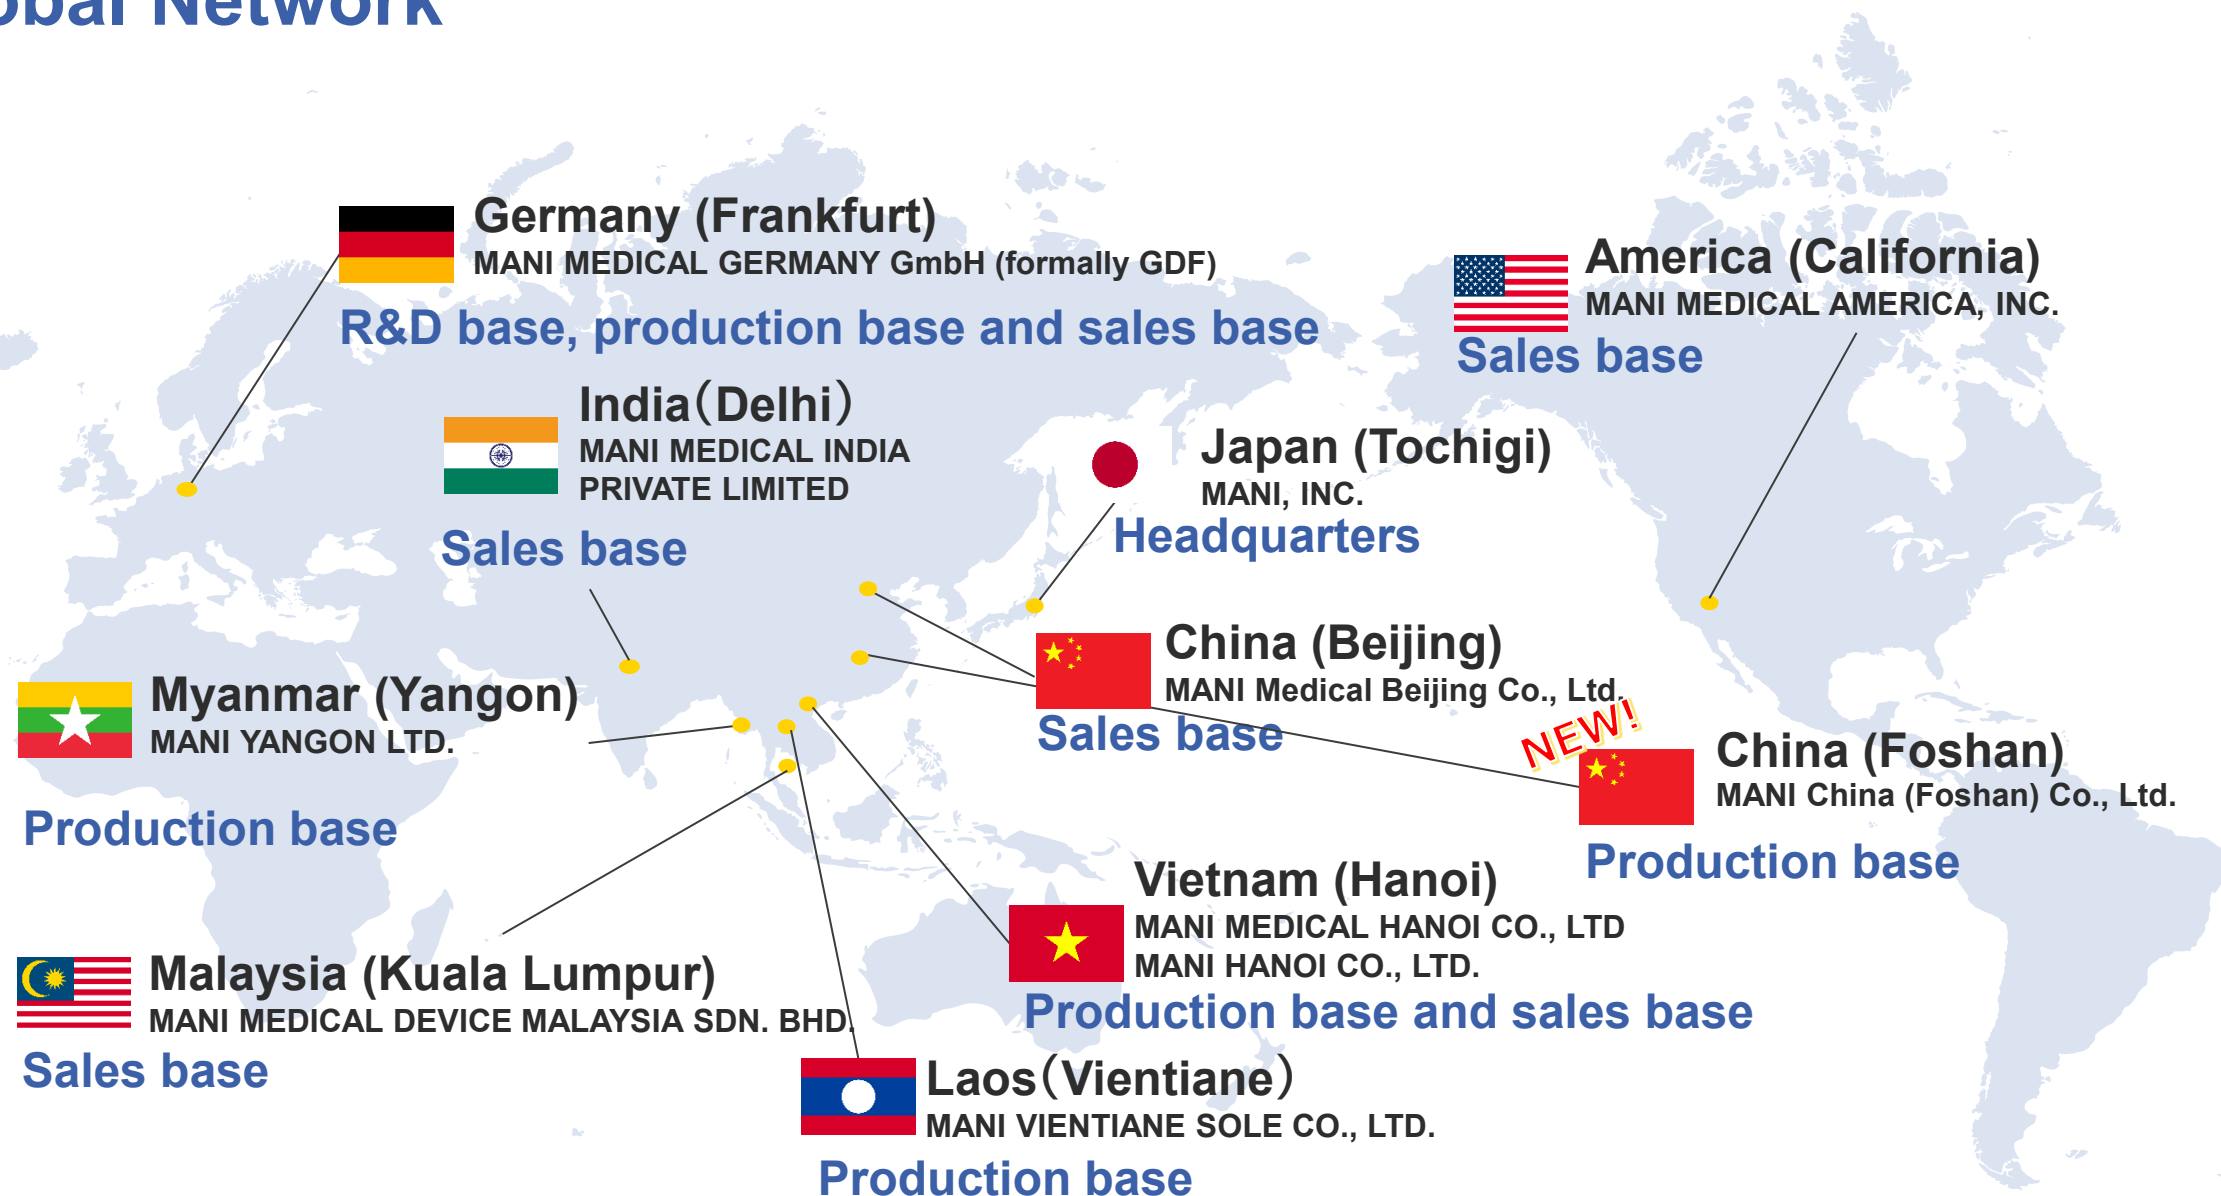 obal Network
Germany (Frankfurt)
MANI MEDICAL GERMANY GmbH (formally GDF)
R&D base, production base and sales base
America (California)
MANI MEDICAL AMERICA, INC.
Sales base
India（Delhi）
MANI MEDICAL INDIA
PRIVATE LIMITED
Sales base
Japan (Tochigi)
MANI, INC.
Headquarters
China (Beijing)
MANI Medical Beijing Co., Ltd.
Sales base
Myanmar (Yangon)
MANI YANGON LTD.
Production base
NEW!
China (Foshan)
MANI China (Foshan) Co., Ltd.
Production base
Vietnam (Hanoi)
MANI MEDICAL HANOI CO., LTD
MANI HANOI CO., LTD.
Production base and sales base
Malaysia (Kuala Lumpur)
MANI MEDICAL DEVICE MALAYSIA SDN. BHD.
Sales base
Laos（Vientiane）
MANI VIENTIANE SOLE CO., LTD.
Production base